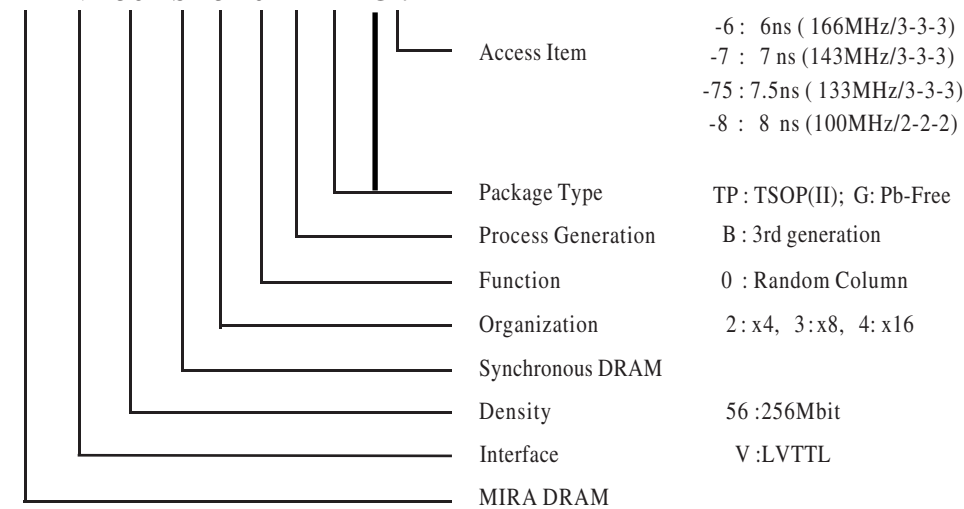 Access Item
-6 : 6ns ( 166MHz/3-3-3)
-7 : 7 ns (143MHz/3-3-3)
-75 : 7.5ns ( 133MHz/3-3-3)
-8 : 8 ns (100MHz/2-2-2)
Package Type TP : TSOP(II); G: Pb-Free
Process Generation B : 3rd generation
Function 0 : Random Column
Organization 2 : x4, 3 : x8, 4 : x16
Synchronous DRAM
Density 56 :256Mbit
Interface V :LVTTL
MIRA DRAM